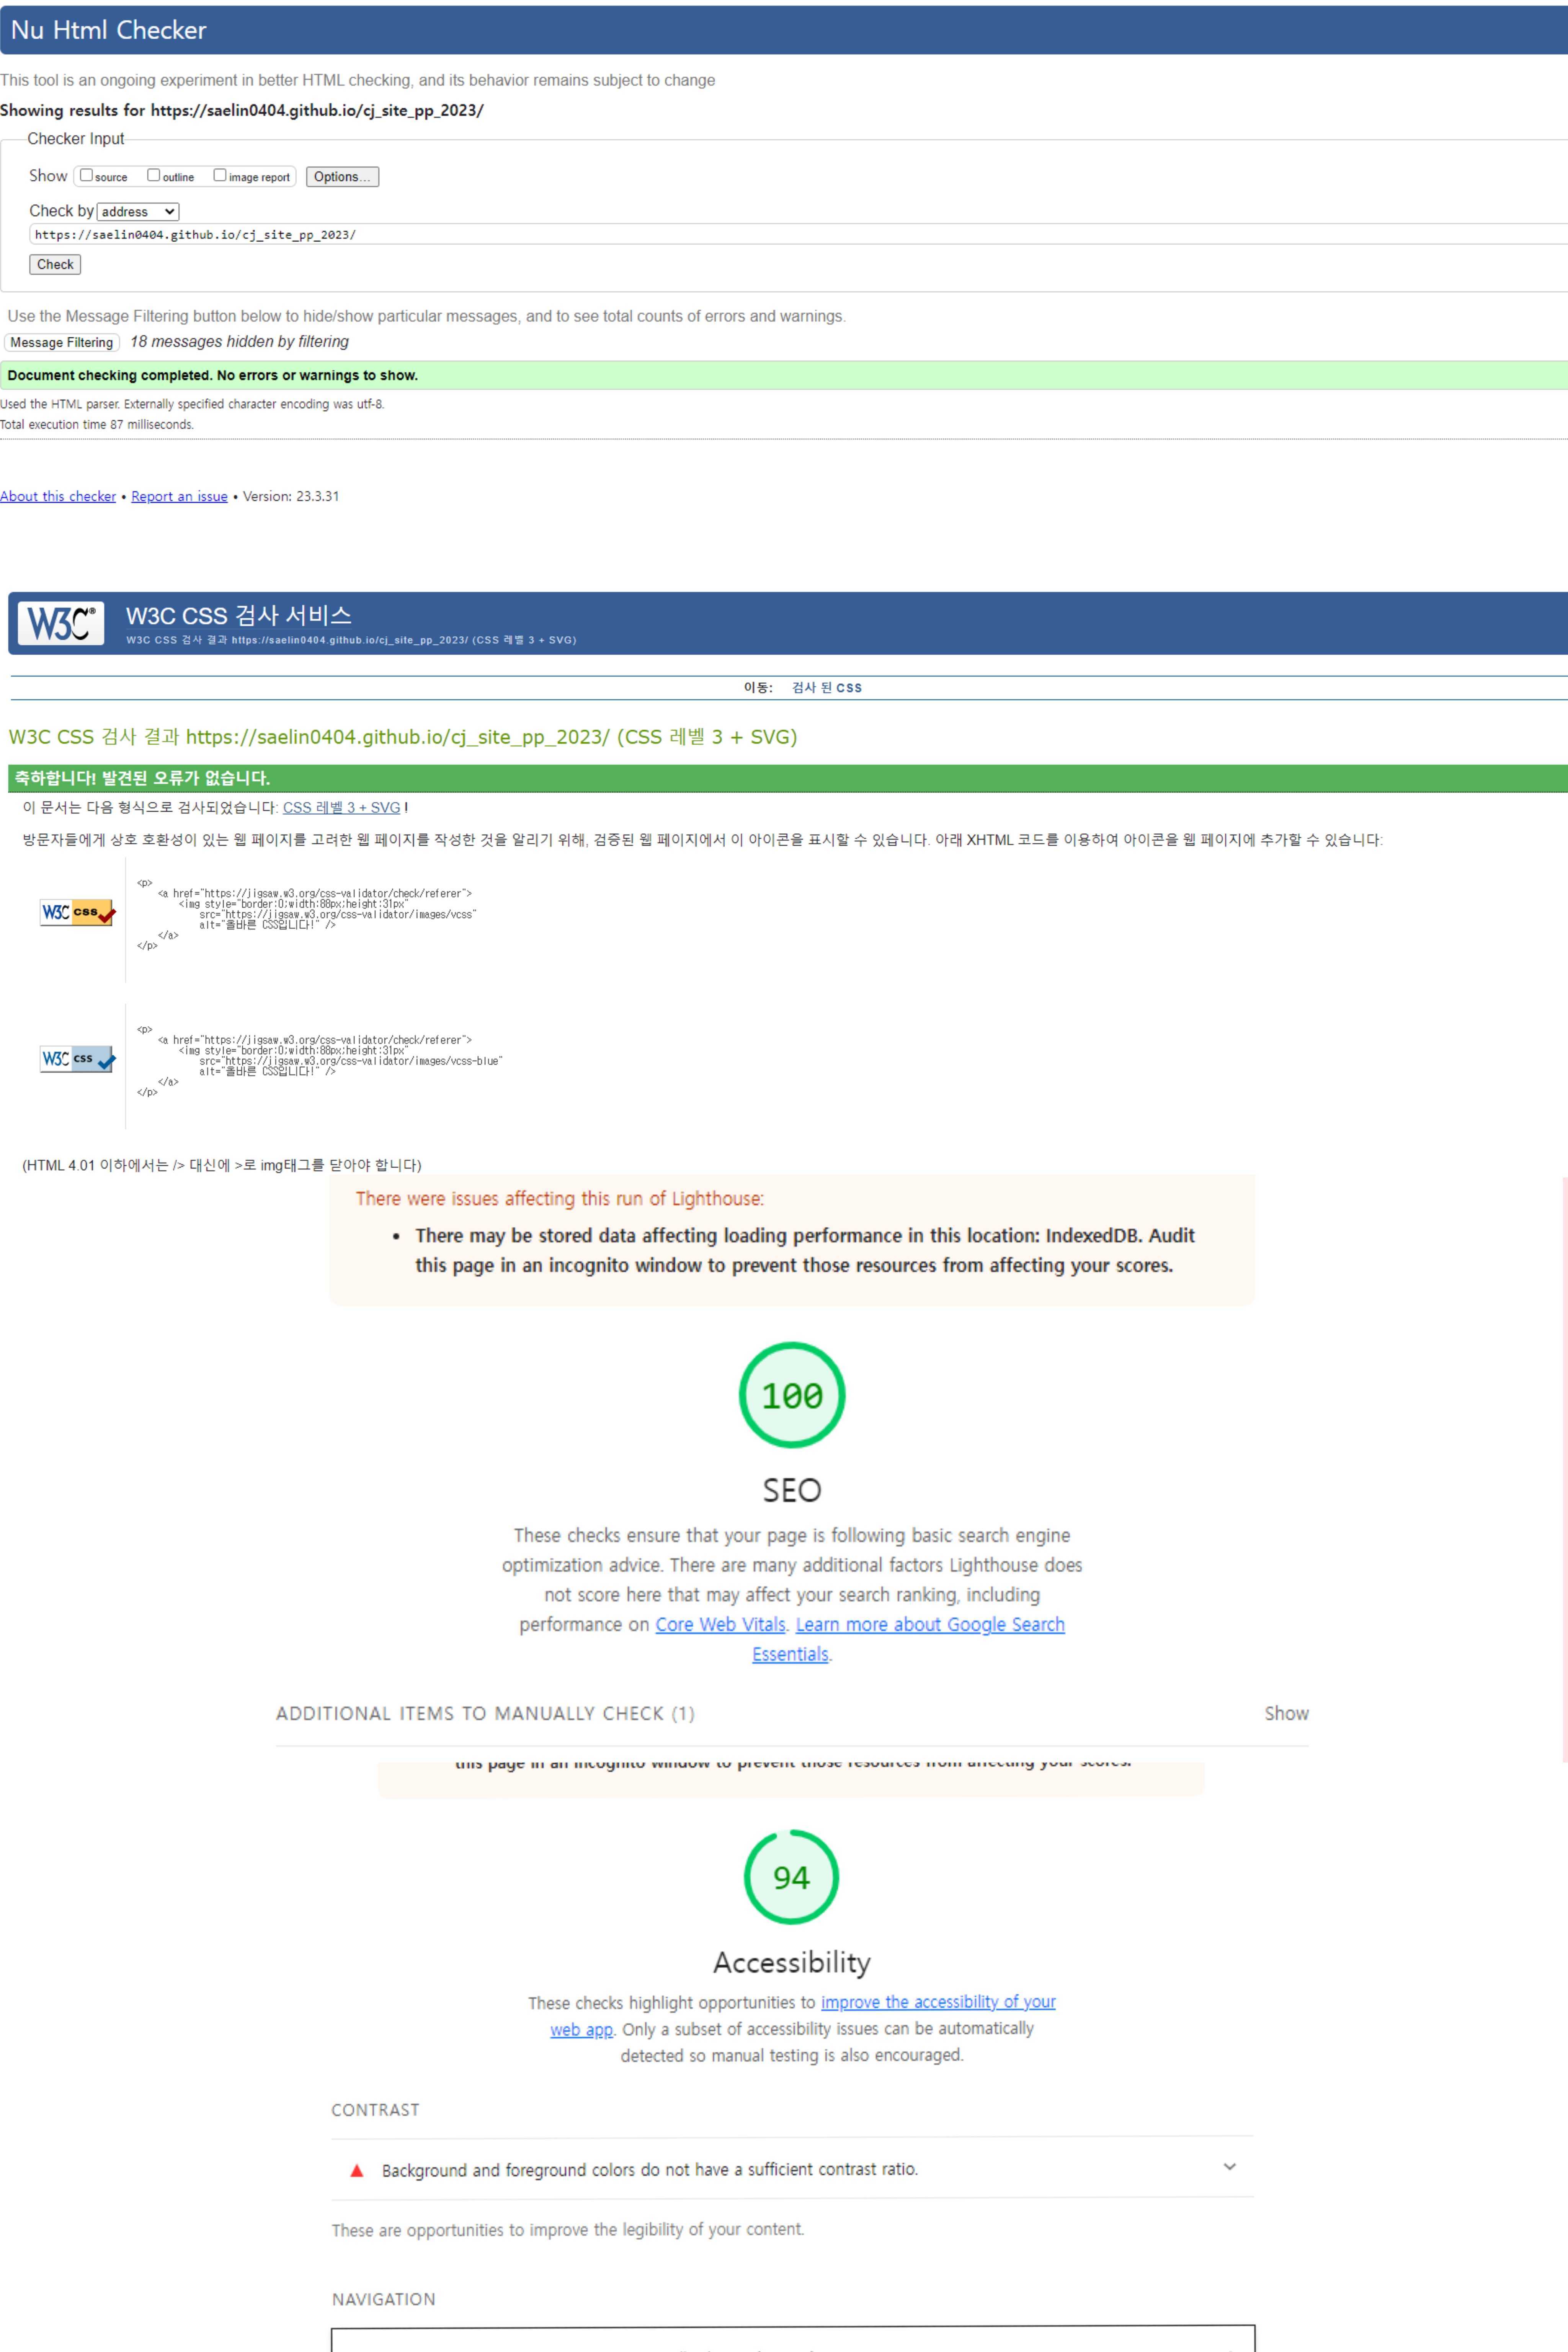 Nu Html Checker
This tool is an ongoing experiment in better HTML checking, and its behavior remains subject to change
Showing results for https://saelin0404.github.io/cj_site_pp_2023/
Checker Input
Show source outline image report Options...
Check by address
https://saelin0404.github.io/cj_site_pp_2023/
Check
Use the Message Filtering button below to hide/show particular messages, and to see total counts of errors and warnings.
Message Filtering 18 messages hidden by filtering
Document checking completed. No errors or warnings to show.
Used the HTML parser. Externally specified character encoding was utf-8.
Total execution time 87 milliseconds.
About this checker • Report an issue • Version: 23.3.31
W3C® W3C CSS 검사 서비스
W3C CSS 검사 결과 https://saelin0404.github.io/cj_site_pp_2023/ (CSS 레벨 3 + SVG)
이동: 검사 된 CSS
W3C CSS 검사 결과 https://saelin0404.github.io/cj_site_pp_2023/ (CSS 레벨 3 + SVG)
축하합니다! 발견된 오류가 없습니다.
이 문서는 다음 형식으로 검사되었습니다: CSS 레벨 3 + SVG !
방문자들에게 상호 호환성이 있는 웹 페이지를 고려한 웹 페이지를 작성한 것을 알리기 위해, 검증된 웹 페이지에서 이 아이콘을 표시할 수 있습니다. 아래 XHTML 코드를 이용하여 아이콘을 웹 페이지에 추가할 수 있습니다:
W3C css
<p>
<a href="https://jigsaw.w3.org/css-validator/check/referer">
<img style="border:0;width:88px;height:31px"
src="https://jigsaw.w3.org/css-validator/images/vcss"
alt="올바른 CSS입니다!" />
</a>
</p>
W3C css
<p>
<a href="https://jigsaw.w3.org/css-validator/check/referer">
<img style="border:0;width:88px;height:31px"
src="https://jigsaw.w3.org/css-validator/images/vcss-blue"
alt="올바른 CSS입니다!" />
</a>
</p>
(HTML 4.01 이하에서는 /> 대신에 >로 img태그를 닫아야 합니다)
There were issues affecting this run of Lighthouse:
• There may be stored data affecting loading performance in this location: IndexedDB. Audit
this page in an incognito window to prevent those resources from affecting your scores.
100
SEO
These checks ensure that your page is following basic search engine
optimization advice. There are many additional factors Lighthouse does
not score here that may affect your search ranking, including
performance on Core Web Vitals. Learn more about Google Search
Essentials.
ADDITIONAL ITEMS TO MANUALLY CHECK (1) Show
this page in an incognito window to prevent those resources from affecting your scores.
94
Accessibility
These checks highlight opportunities to improve the accessibility of your
web app. Only a subset of accessibility issues can be automatically
detected so manual testing is also encouraged.
CONTRAST
Background and foreground colors do not have a sufficient contrast ratio.
These are opportunities to improve the legibility of your content.
NAVIGATION